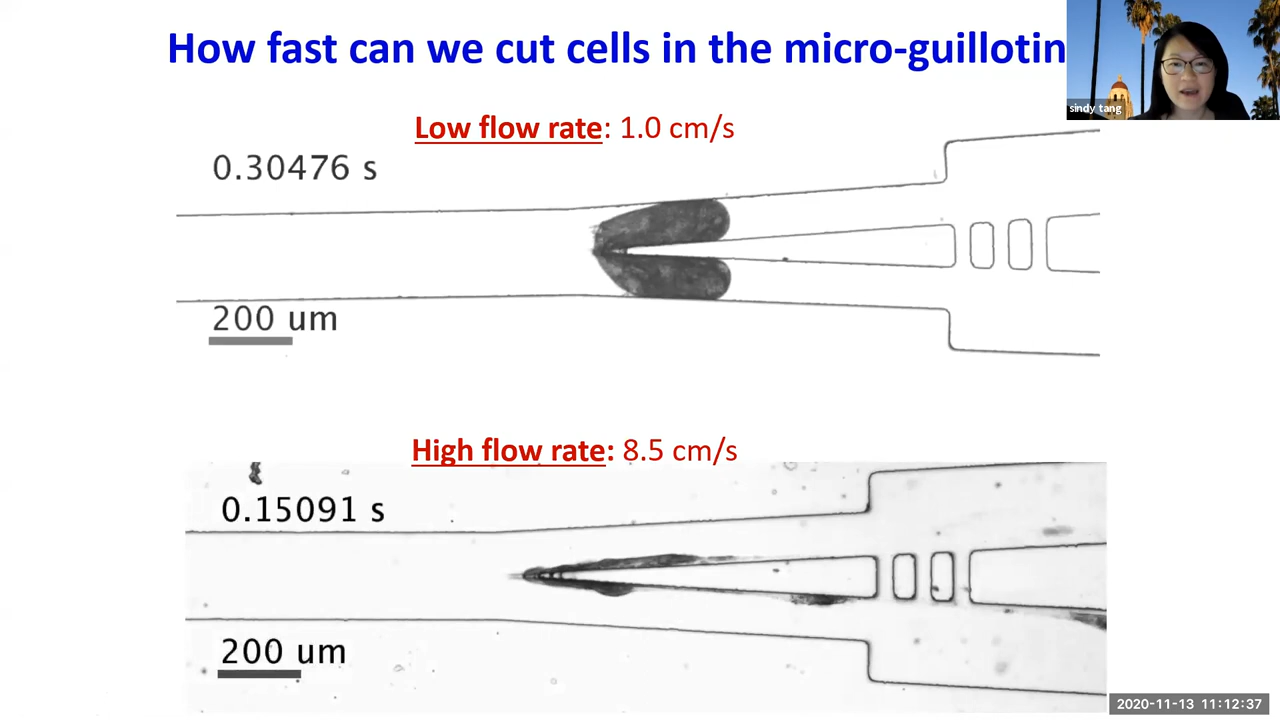 How fast can we cut cells in the micro-guillotin
sindy tang
Low flow rate: 1.0 cm/s
0.30476 s
200 um
High flow rate: 8.5 cm/s
0.15091 s
200 um
2020-11-13 11:12:37